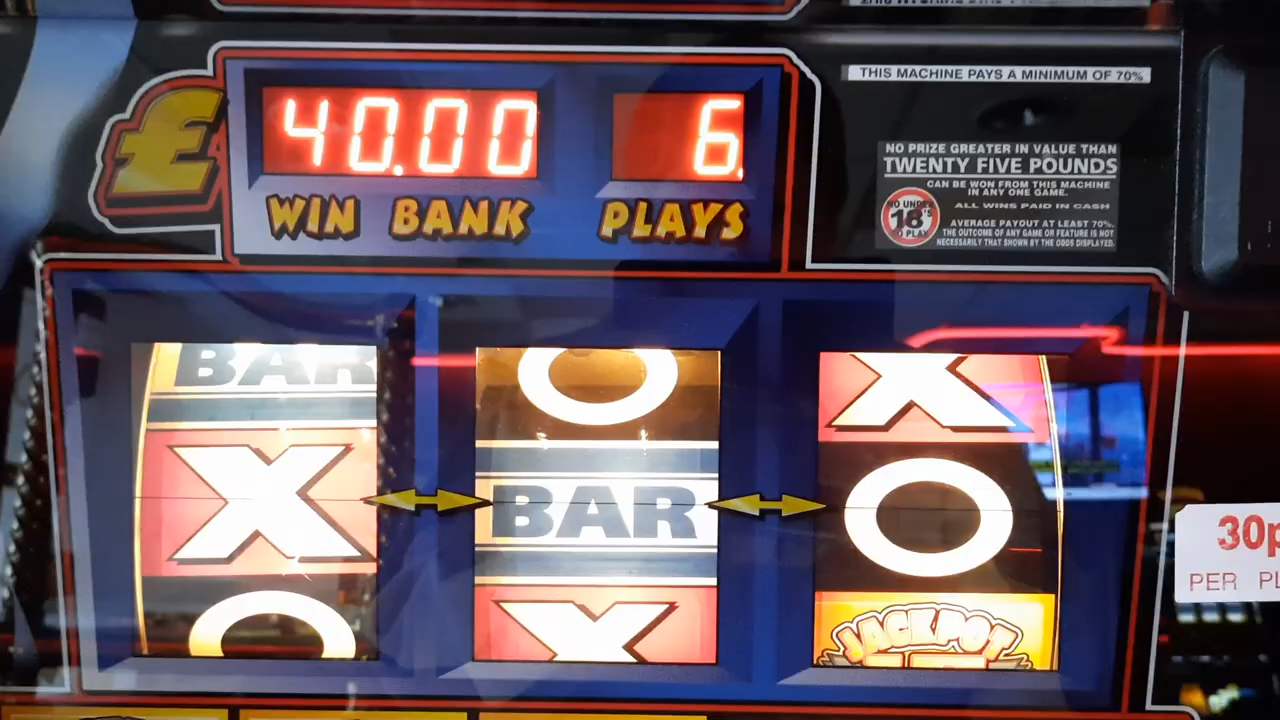 £ 40.00 6.
WIN BANK PLAYS
THIS MACHINE PAYS A MINIMUM OF 70%
NO PRIZE GREATER IN VALUE THAN
TWENTY FIVE POUNDS
CAN BE WON FROM THIS MACHINE
IN ANY ONE GAME.
ALL WINS PAID IN CASH
NO UNDER
18'S
TO PLAY
AVERAGE PAYOUT AT LEAST 70%.
THE OUTCOME OF ANY GAME OR FEATURE IS NOT
NECESSARILY THAT SHOWN BY THE ODDS DISPLAYED.
BAR O X
X BAR O
O X JACKPOT
30p
PER PL